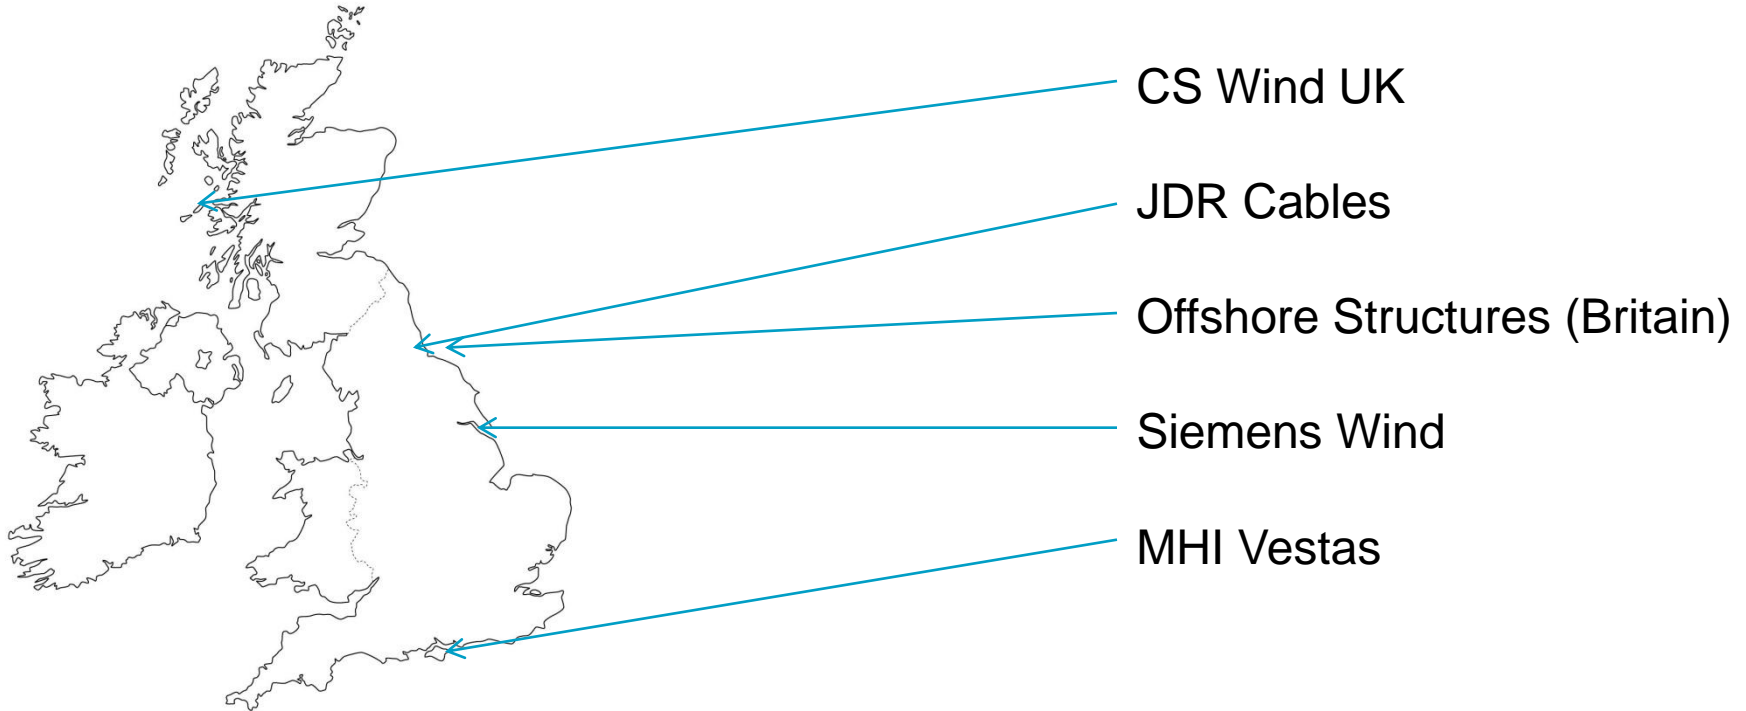 CS Wind UK
JDR Cables
Offshore Structures (Britain)
Siemens Wind
MHI Vestas